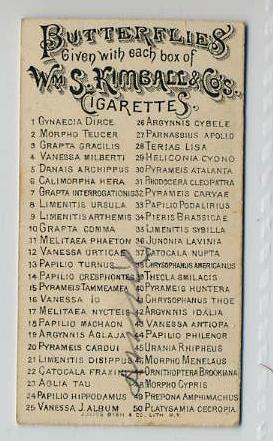 BUTTERFLIES
Given with each box of
Wm S. KIMBALL & CO'S.
CIGARETTES.
1 GYNAECIA DIRCE
2 MORPHO TEUCER
3 GRAPTA GRACILIS
4 VANESSA MILBERTI
5 DANAIS ARCHIPPUS
6 CALIMORPHA HERA
7 GRAPTA INTERROGATIONIS
8 LIMENITIS URSULA
9 LIMENITIS ARTHEMIS
10 GRAPTA COMMA
11 MELITAEA PHAETON
12 VANESSA URTICAE
13 PAPILIO TURNUS
14 PAPILIO CRESPHONTES
15 PYRAMEIS TAMMEAMEA
16 VANESSA IO
17 MELITAEA NYCTEIS
18 PAPILIO MACHAON
19 ARGYNNIS AGLAJA
20 PYRAMEIS CARDUI
21 LIMENITIS DISIPPUS
22 CATOCALA FRAXINI
23 AGLIA TAU
24 PAPILIO HIPPODAMUS
25 VANESSA J. ALBUM
26 ARGYNNIS CYBELE
27 PARNASSIUS APOLLO
28 TERIAS LISA
29 HELICONIA CYDNO
30 PYRAMEIS ATALANTA
31 RHODOCERA CLEOPATRA
32 PYRAMEIS CARYAE
33 PAPILIO PODALIRIUS
34 PIERIS BRASSICAE
35 LIMENITIS SYBILLA
36 JUNONIA LAVINIA
37 CATOCALA NUPTA
38 CHRYSOPHANUS AMERICANUS
39 THECLA SMILACIS
40 PYRAMEIS HUNTERA
41 CHRYSOPHANUS THOE
42 ARGYNNIS IDALIA
43 VANESSA ANTIOPA
44 PAPILIO PHILENOR
45 URANIA RHIPHEUS
46 MORPHO MENELAUS
47 ORNITHOPTERA BROOKIANA
48 MORPHO CYPRIS
49 PREPONA AMPHIMACHUS
50 PLATYSAMIA CECROPIA